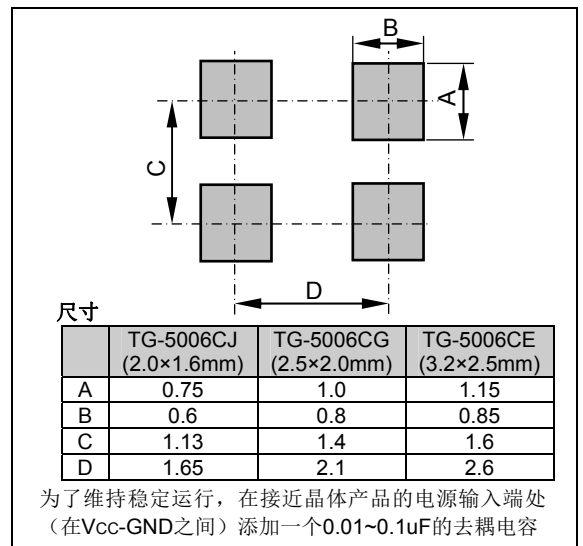 B
A
C
D
尺寸
TG-5006CJ TG-5006CG TG-5006CE
(2.0×1.6mm) (2.5×2.0mm) (3.2×2.5mm)
A 0.75 1.0 1.15
B 0.6 0.8 0.85
C 1.13 1.4 1.6
D 1.65 2.1 2.6
为了维持稳定运行，在接近晶体产品的电源输入端处
（在Vcc-GND之间）添加一个0.01~0.1uF的去耦电容